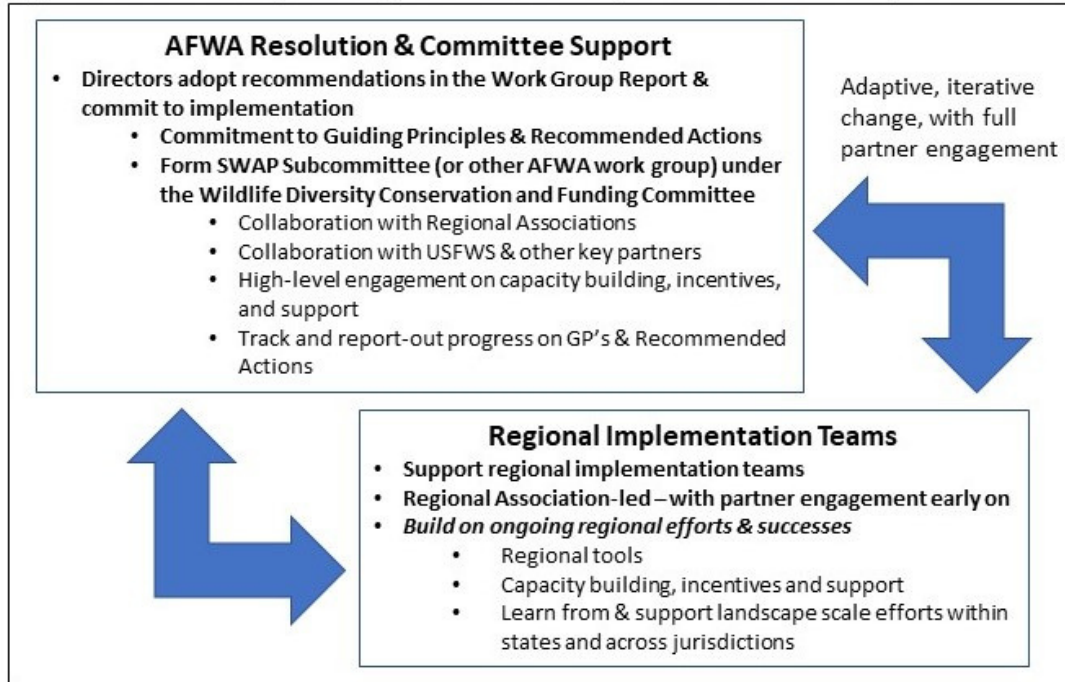 AFWA Resolution & Committee Support
• Directors adopt recommendations in the Work Group Report &
commit to implementation
• Commitment to Guiding Principles & Recommended Actions
• Form SWAP Subcommittee (or other AFWA work group) under
the Wildlife Diversity Conservation and Funding Committee
• Collaboration with Regional Associations
• Collaboration with USFWS & other key partners
• High-level engagement on capacity building, incentives,
and support
• Track and report-out progress on GP's & Recommended
Actions
Adaptive, iterative
change, with full
partner engagement
Regional Implementation Teams
• Support regional implementation teams
• Regional Association-led – with partner engagement early on
• Build on ongoing regional efforts & successes
• Regional tools
• Capacity building, incentives and support
• Learn from & support landscape scale efforts within
states and across jurisdictions